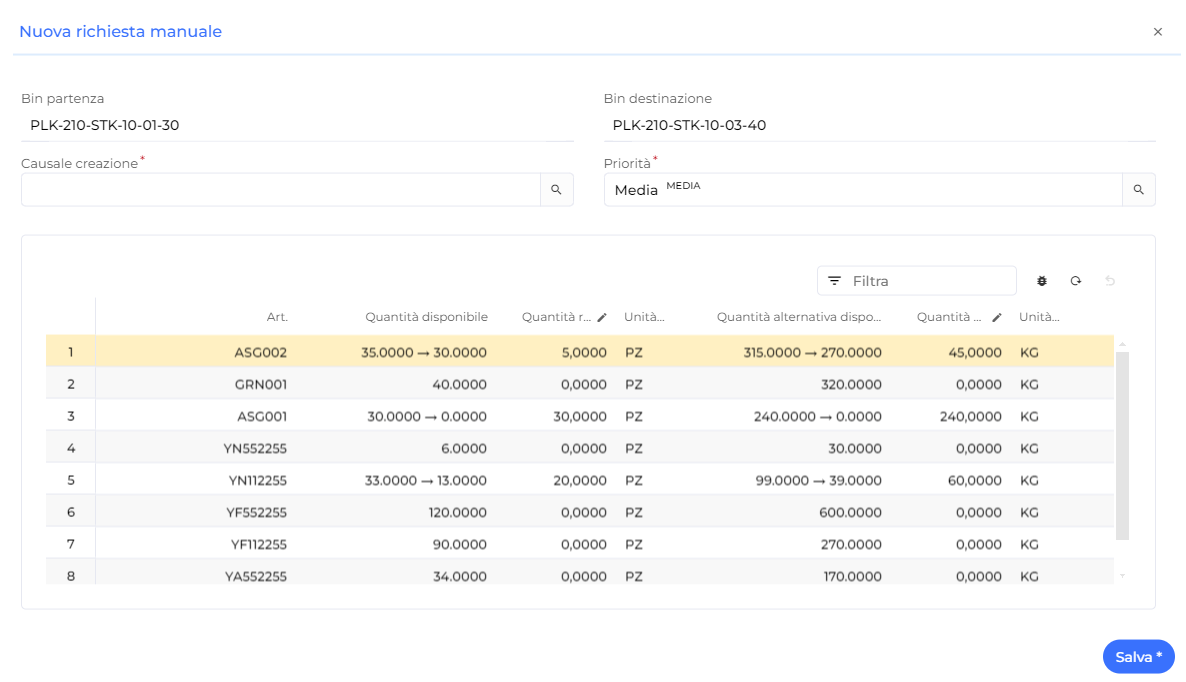 Nuova richiesta manuale ×
Bin partenza Bin destinazione
PLK-210-STK-10-01-30 PLK-210-STK-10-03-40
Causale creazione * Priorità *
Media MEDIA
Filtra
Art. Quantità disponibile Quantità r... Unità... Quantità alternativa dispo... Quantità ... Unità...
1 ASG002 35.0000 → 30.0000 5,0000 PZ 315.0000 → 270.0000 45,0000 KG
2 GRN001 40.0000 0,0000 PZ 320.0000 0,0000 KG
3 ASG001 30.0000 → 0.0000 30,0000 PZ 240.0000 → 0.0000 240,0000 KG
4 YN552255 6.0000 0,0000 PZ 30.0000 0,0000 KG
5 YN112255 33.0000 → 13.0000 20,0000 PZ 99.0000 → 39.0000 60,0000 KG
6 YF552255 120.0000 0,0000 PZ 600.0000 0,0000 KG
7 YF112255 90.0000 0,0000 PZ 270.0000 0,0000 KG
8 YA552255 34.0000 0,0000 PZ 170.0000 0,0000 KG
Salva *